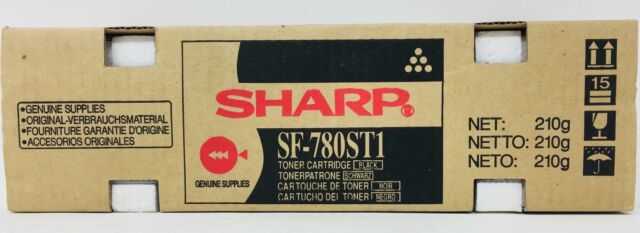 •GENUINE SUPPLIES
•ORIGINAL-VERBRAUCHSMATERIAL
•FOURNITURE GARANTIE D'ORIGINE
•ACCESORIOS ORIGINALES
GENUINE SUPPLIES
SHARP
SF-780ST1
TONER CARTRIDGE BLACK
TONERPATRONE SCHWARZ
CARTOUCHE DE TONER NOIR
CARTUCHO DEL TONER NEGRO
NET: 210g
NETTO: 210g
NETO: 210g
15